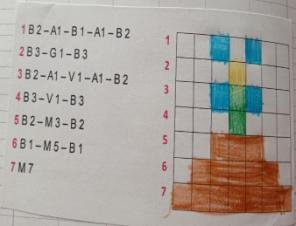 1 B2-A1-B1-A1-B2
2 B3-G1-B3
3 B2-A1-V1-A1-B2
4 B3-V1-B3
5 B2-M3-B2
6 B1-M5-B1
7 M7
1
2
3
4
5
6
7